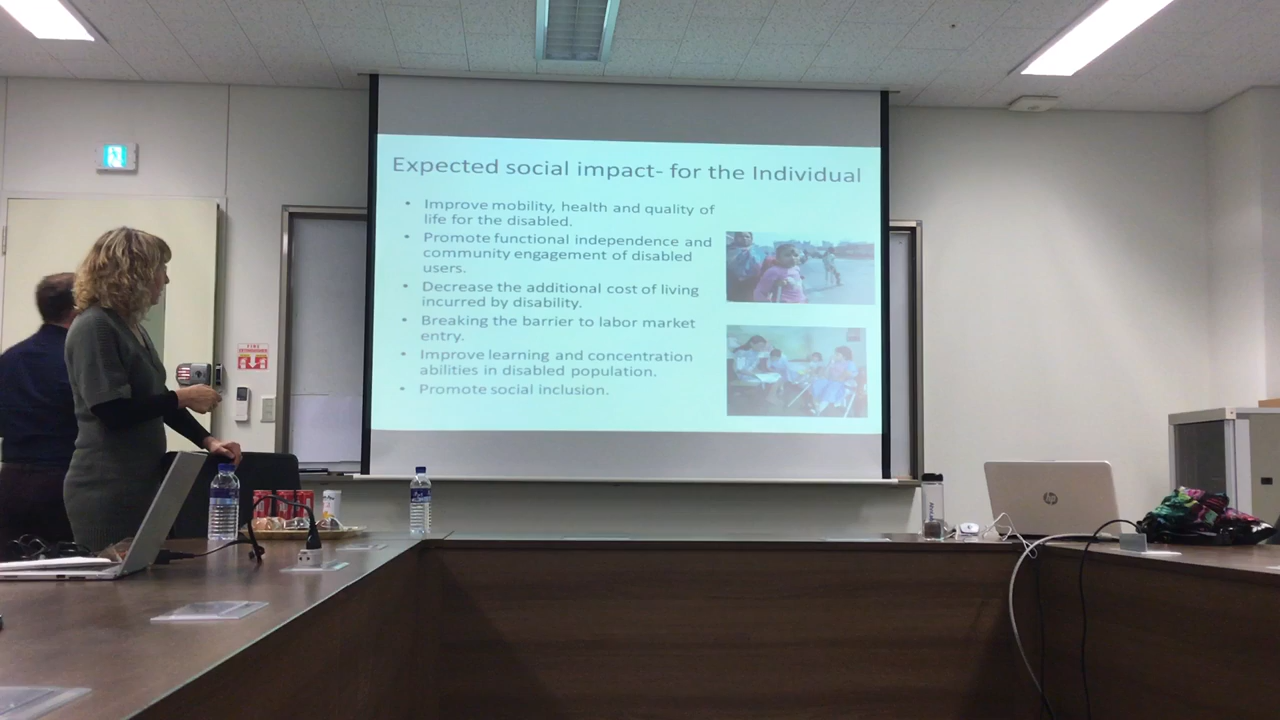 Expected social impact- for the Individual
• Improve mobility, health and quality of
life for the disabled.
• Promote functional independence and
community engagement of disabled
users.
• Decrease the additional cost of living
incurred by disability.
• Breaking the barrier to labor market
entry.
• Improve learning and concentration
abilities in disabled population.
• Promote social inclusion.
FIRE
hp